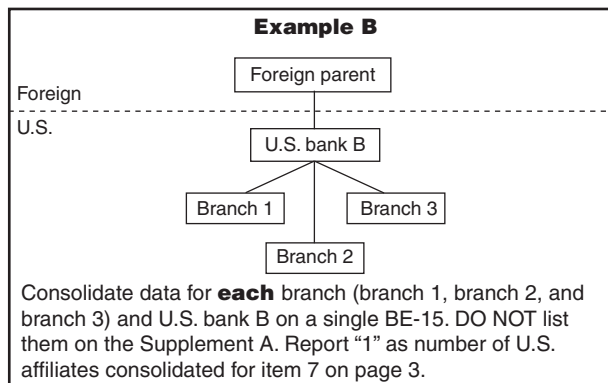 Example B
Foreign parent
Foreign
U.S.
U.S. bank B
Branch 1
Branch 3
Branch 2
Consolidate data for each branch (branch 1, branch 2, and
branch 3) and U.S. bank B on a single BE-15. DO NOT list
them on the Supplement A. Report “1” as number of U.S.
affiliates consolidated for item 7 on page 3.